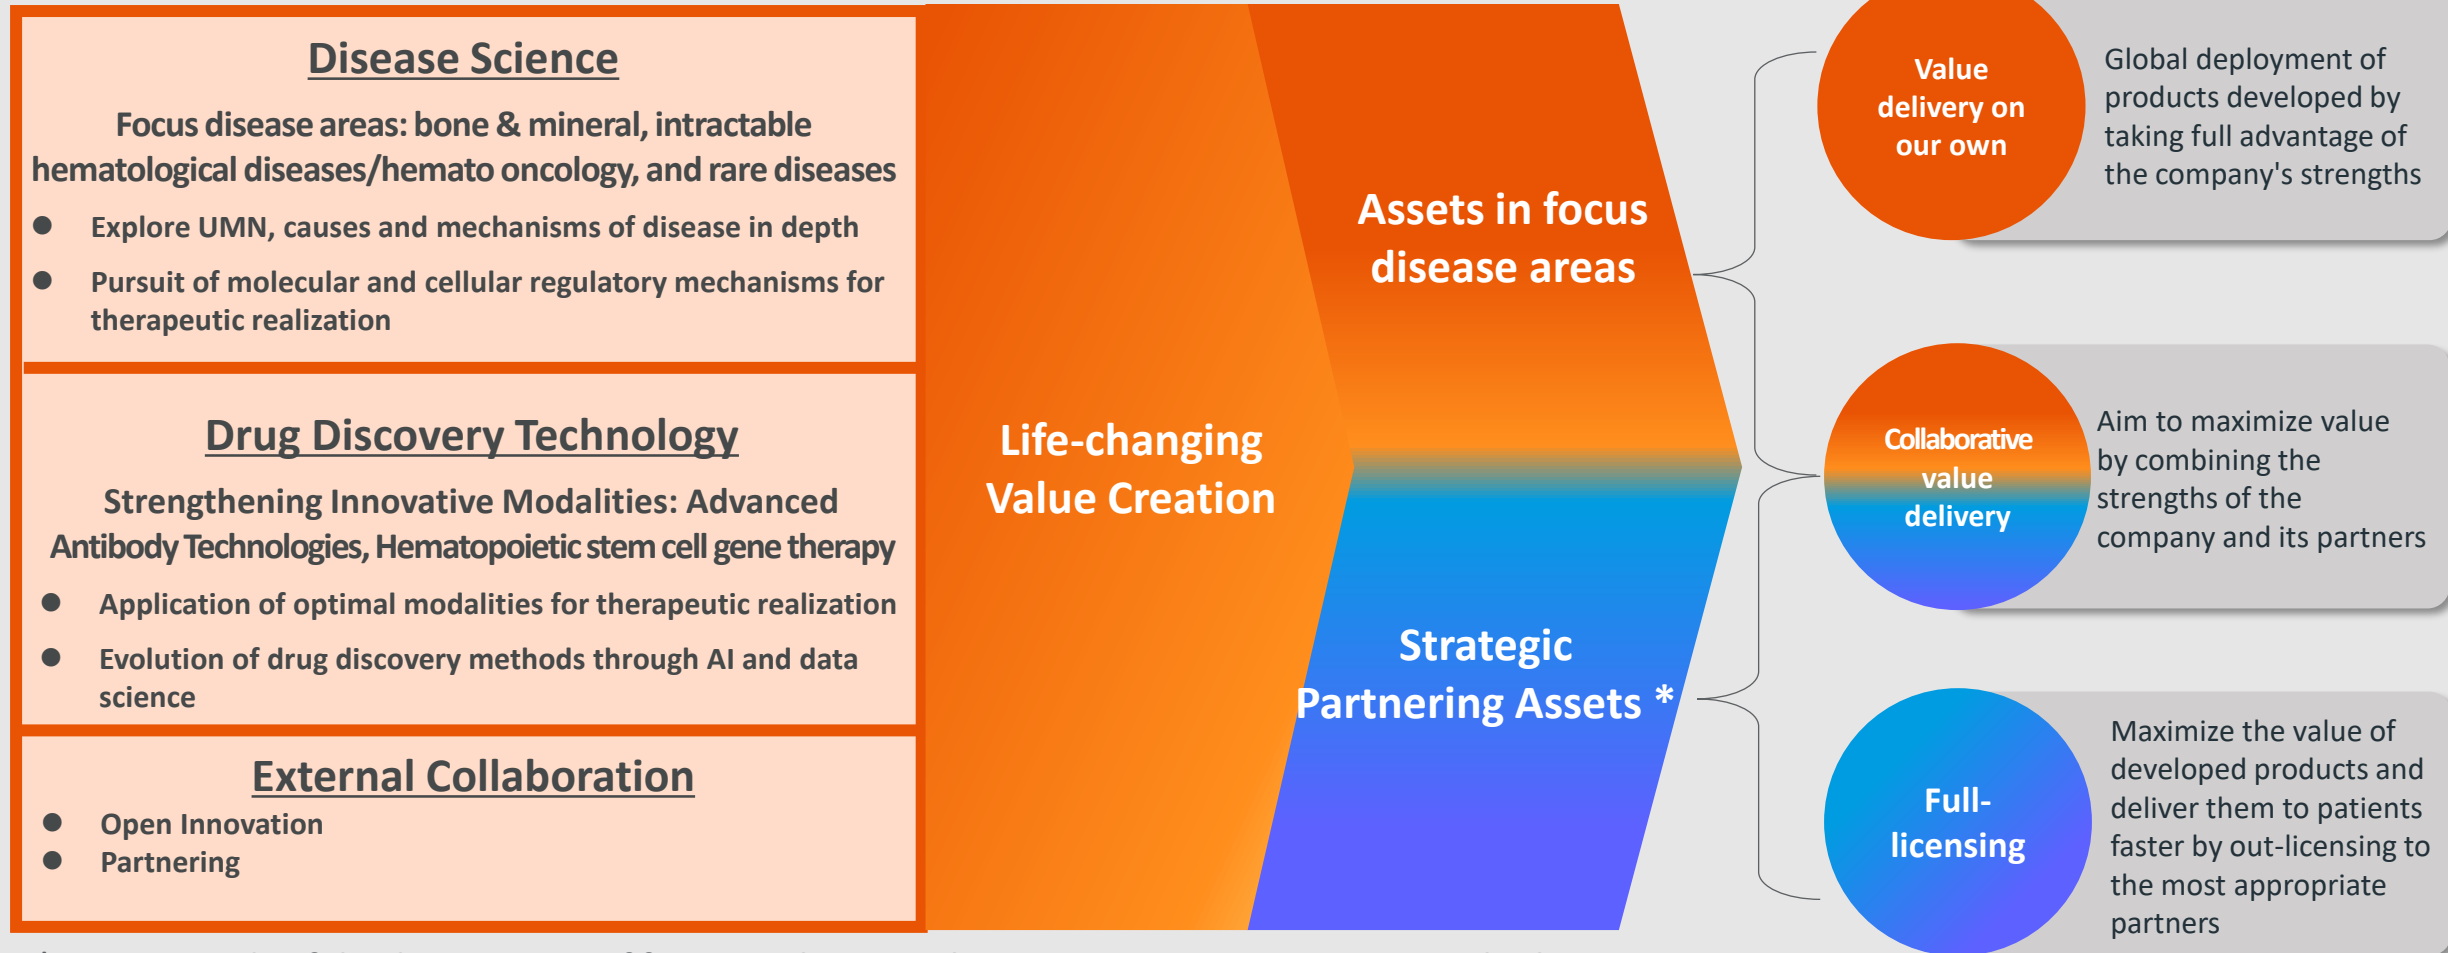 Disease Science
Focus disease areas: bone & mineral, intractable
hematological diseases/hemato oncology, and rare diseases
● Explore UMN, causes and mechanisms of disease in depth
● Pursuit of molecular and cellular regulatory mechanisms for
therapeutic realization
Drug Discovery Technology
Strengthening Innovative Modalities: Advanced
Antibody Technologies, Hematopoietic stem cell gene therapy
● Application of optimal modalities for therapeutic realization
● Evolution of drug discovery methods through AI and data
science
External Collaboration
● Open Innovation
● Partnering
Life-changing
Value Creation
Assets in focus
disease areas
Strategic
Partnering Assets *
Value
delivery on
our own
Global deployment of
products developed by
taking full advantage of
the company's strengths
Collaborative
value
delivery
Aim to maximize value
by combining the
strengths of the
company and its partners
Full-
licensing
Maximize the value of
developed products and
deliver them to patients
faster by out-licensing to
the most appropriate
partners